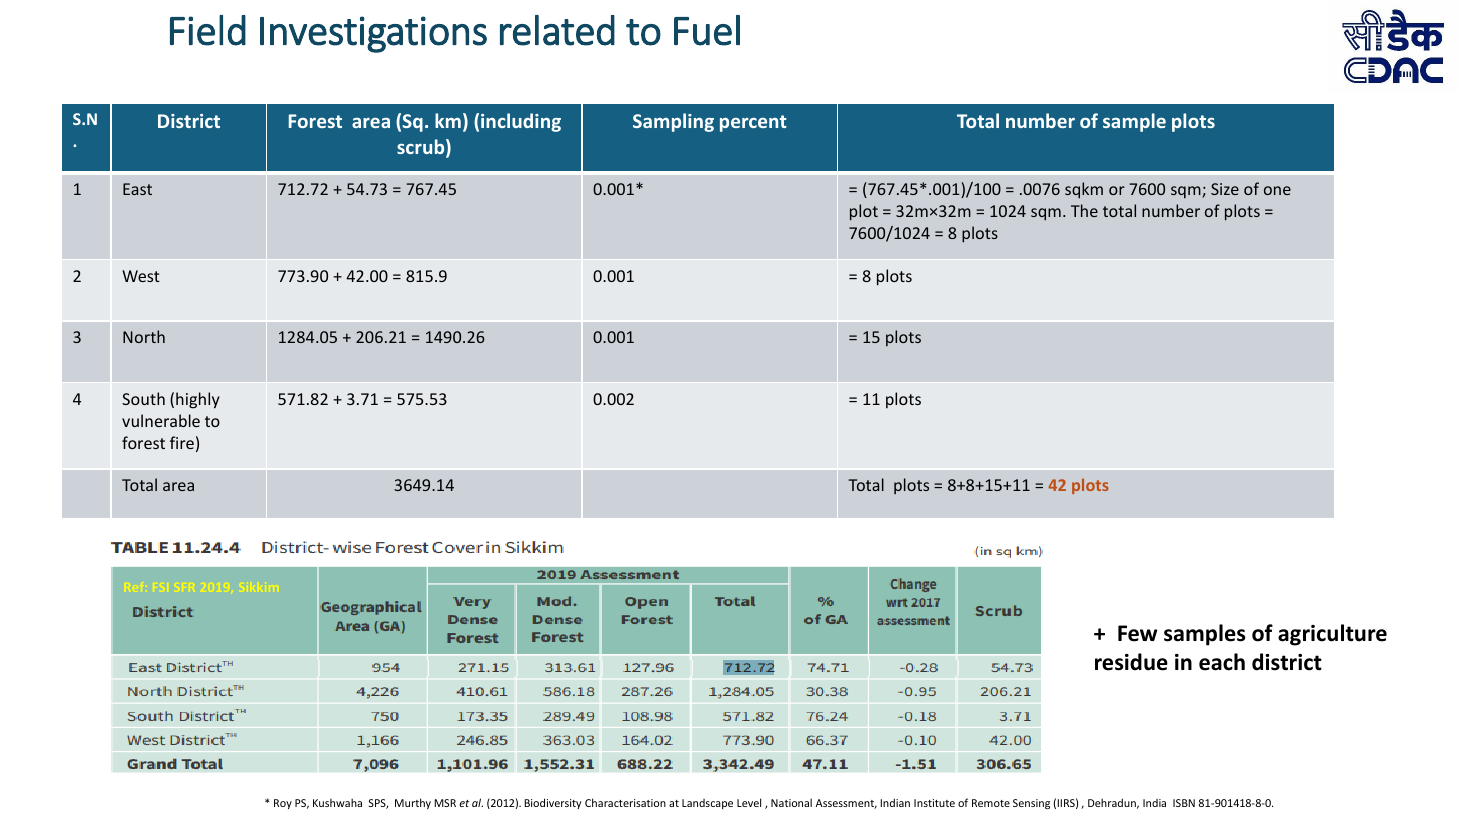 Field Investigations related to Fuel
सी डैक
CDAC
S.N
.
District
Forest area (Sq. km) (including
scrub)
Sampling percent
Total number of sample plots
1
East
712.72 + 54.73 = 767.45
0.001*
= (767.45*.001)/100 = .0076 sqkm or 7600 sqm; Size of one
plot = 32m×32m = 1024 sqm. The total number of plots =
7600/1024 = 8 plots
2
West
773.90 + 42.00 = 815.9
0.001
= 8 plots
3
North
1284.05 + 206.21 = 1490.26
0.001
= 15 plots
4
South (highly
vulnerable to
forest fire)
571.82 + 3.71 = 575.53
0.002
= 11 plots
Total area
3649.14
Total plots = 8+8+15+11 = 42 plots
TABLE 11.24.4 District-wise Forest Cover in Sikkim
(in sq km)
Ref: FSI SFR 2019, Sikkim
District
Geographical
Area (GA)
2019 Assessment
Very
Dense
Forest
Mod.
Dense
Forest
Open
Forest
Total
%
of GA
Change
wrt 2017
assessment
Scrub
East District™ᴴ 954 271.15 313.61 127.96 712.72 74.71 -0.28 54.73
North Districtᵀᴴ 4,226 410.61 586.18 287.26 1,284.05 30.38 -0.95 206.21
South Districtᵀᴴ 750 173.35 289.49 108.98 571.82 76.24 -0.18 3.71
West Districtᵀᴴ 1,166 246.85 363.03 164.02 773.90 66.37 -0.10 42.00
Grand Total 7,096 1,101.96 1,552.31 688.22 3,342.49 47.11 -1.51 306.65
+ Few samples of agriculture
residue in each district
* Roy PS, Kushwaha SPS, Murthy MSR et al. (2012). Biodiversity Characterisation at Landscape Level , National Assessment, Indian Institute of Remote Sensing (IIRS) , Dehradun, India ISBN 81-901418-8-0.